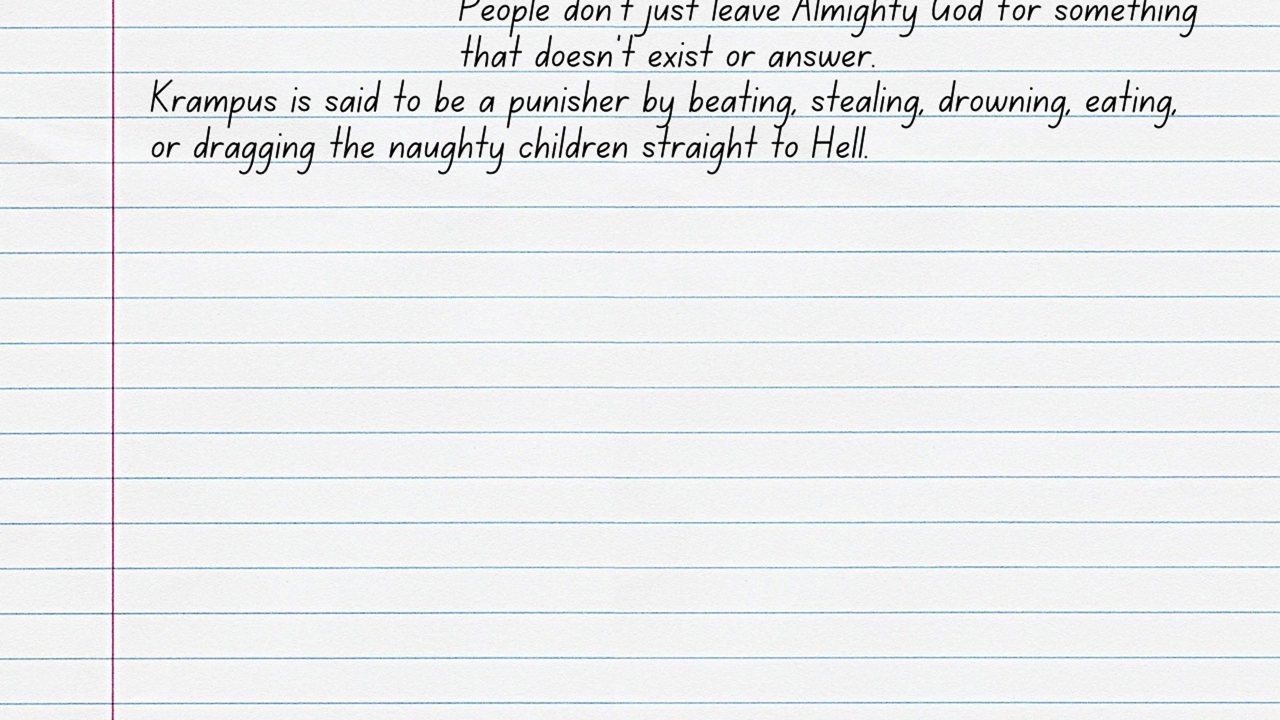 People don't just leave Almighty God for something
that doesn't exist or answer.
Krampus is said to be a punisher by beating, stealing, drowning, eating,
or dragging the naughty children straight to Hell.